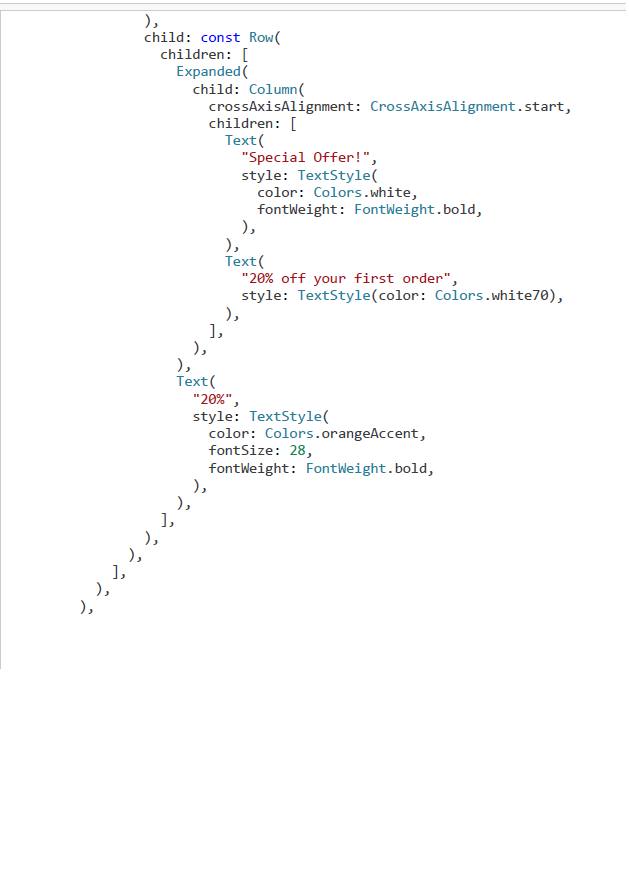 ),
child: const Row(
children: [
Expanded(
child: Column(
crossAxisAlignment: CrossAxisAlignment.start,
children: [
Text(
"Special Offer!",
style: TextStyle(
color: Colors.white,
fontWeight: FontWeight.bold,
),
),
Text(
"20% off your first order",
style: TextStyle(color: Colors.white70),
),
],
),
),
Text(
"20%",
style: TextStyle(
color: Colors.orangeAccent,
fontSize: 28,
fontWeight: FontWeight.bold,
),
),
],
),
),
],
),
),